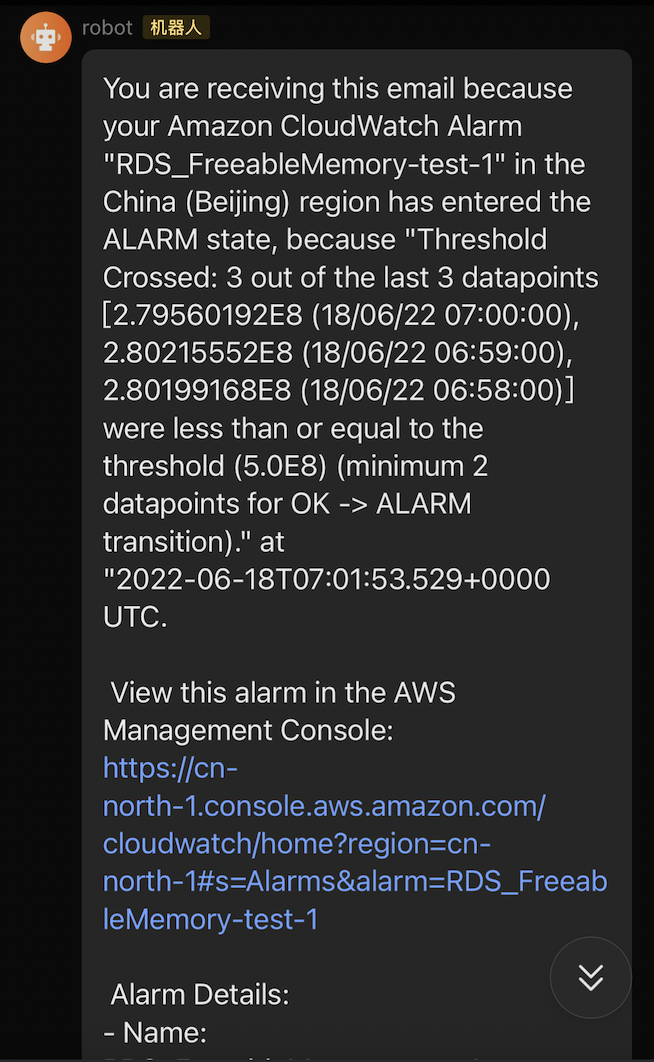 robot 机器人
You are receiving this email because
your Amazon CloudWatch Alarm
"RDS_FreeableMemory-test-1" in the
China (Beijing) region has entered the
ALARM state, because "Threshold
Crossed: 3 out of the last 3 datapoints
[2.79560192E8 (18/06/22 07:00:00),
2.80215552E8 (18/06/22 06:59:00),
2.80199168E8 (18/06/22 06:58:00)]
were less than or equal to the
threshold (5.0E8) (minimum 2
datapoints for OK -> ALARM
transition)." at
"2022-06-18T07:01:53.529+0000
UTC.
View this alarm in the AWS
Management Console:
https://cn-
north-1.console.aws.amazon.com/
cloudwatch/home?region=cn-
north-1#s=Alarms&alarm=RDS_Freeab
leMemory-test-1
Alarm Details:
- Name: